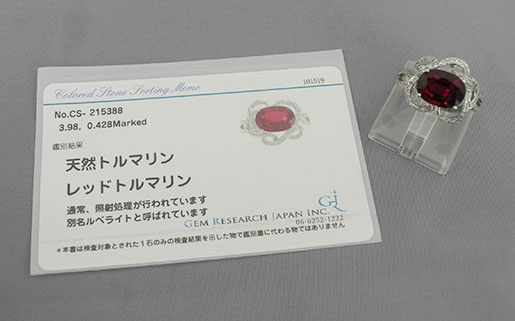 Colored Stone Sorting Memo
101519
No.CS- 215388
3.98, 0.428Marked
鑑別結果
天然トルマリン
レッドトルマリン
通常、照射処理が行われています
別名ルベライトと呼ばれています
GEM RESEARCH JAPAN INC.
06-6252-1222
*本書は検査対象とされた1石のみの検査結果を示した物で鑑別書に代わる物ではありません